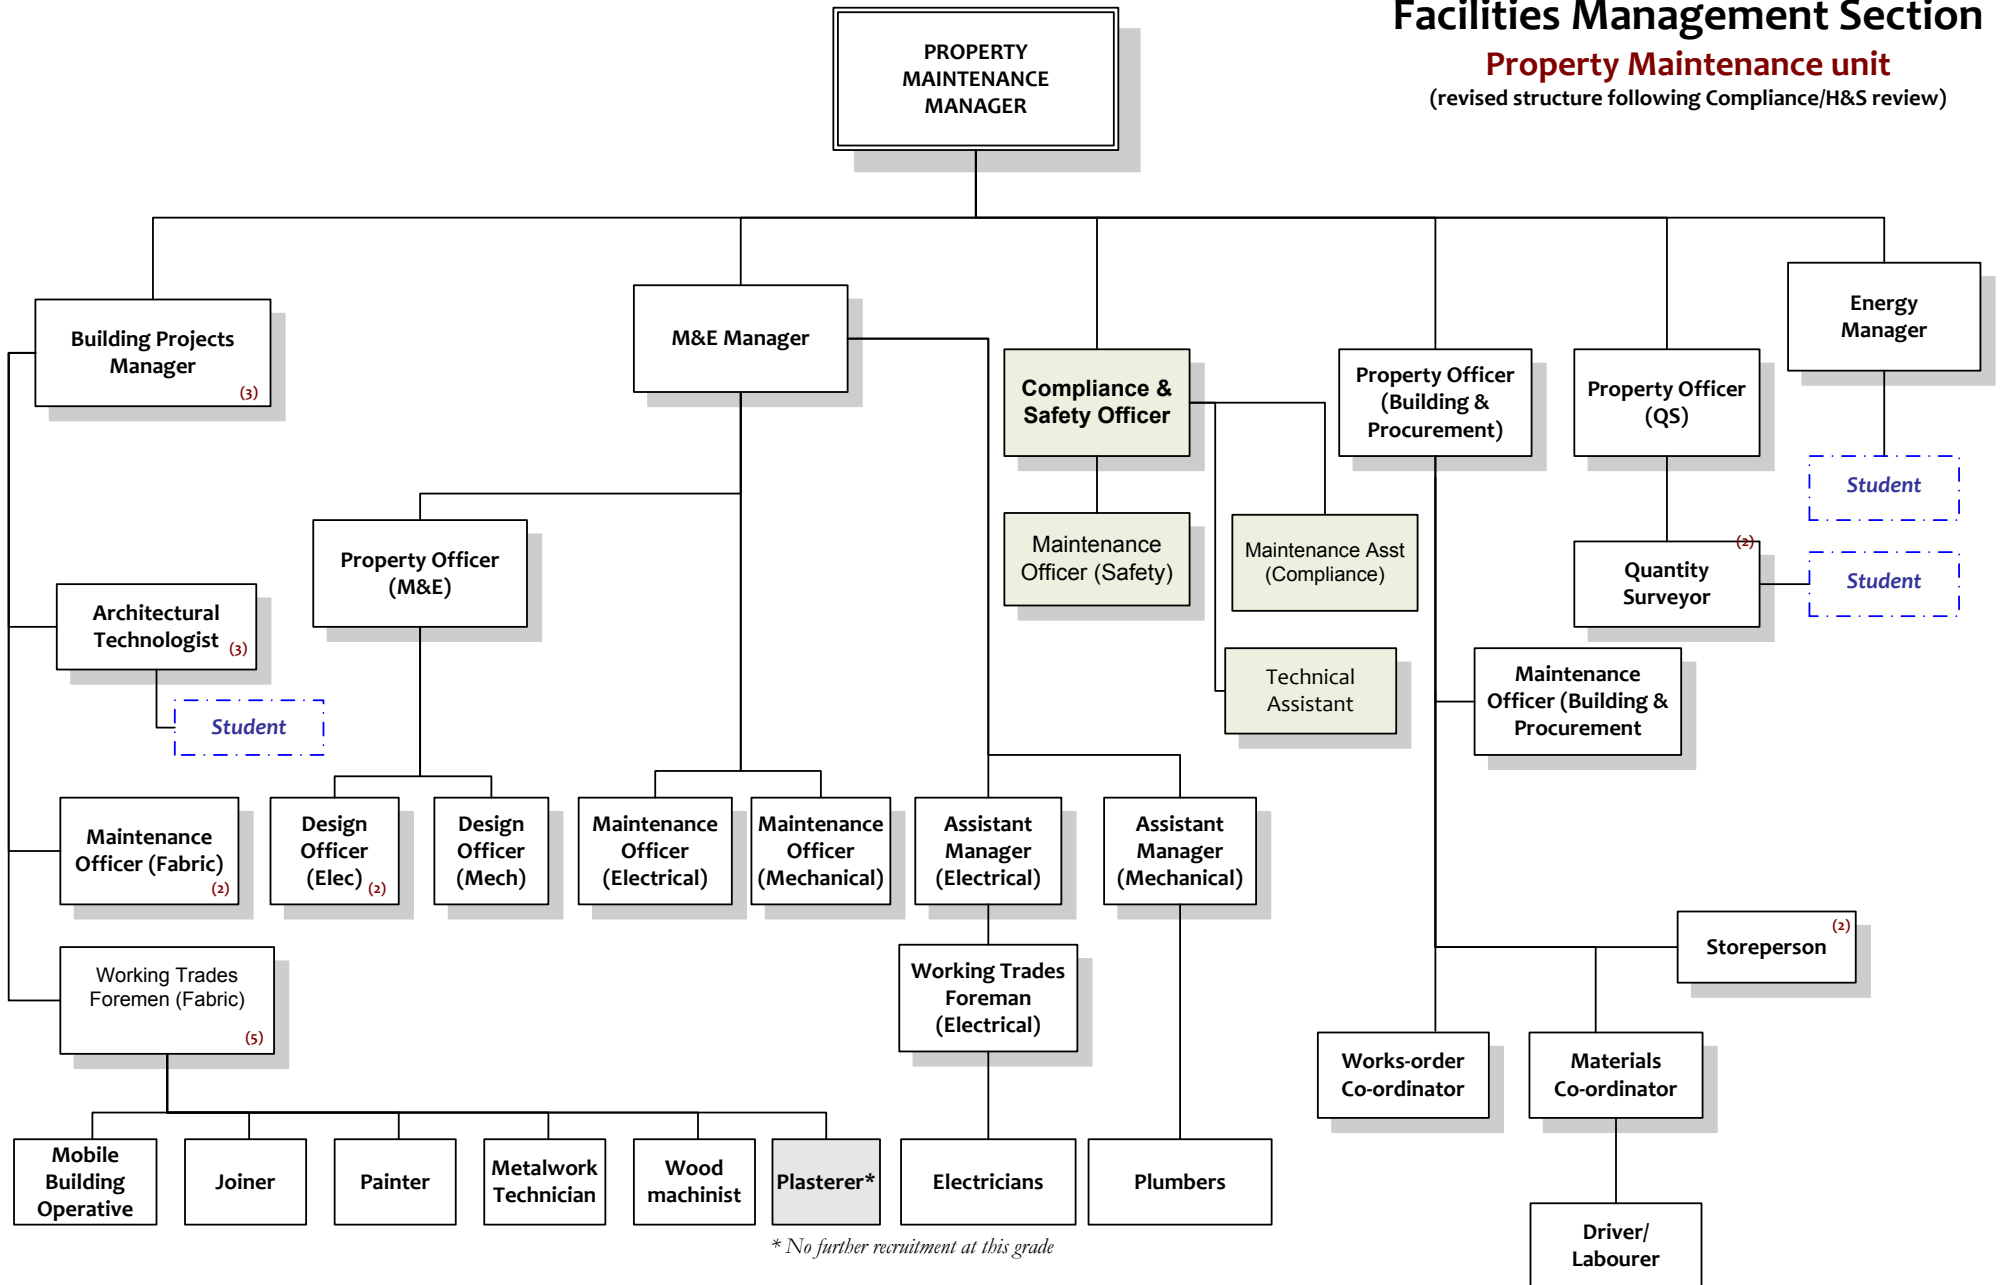 Facilities Management Section
Property Maintenance unit
(revised structure following Compliance/H&S review)
PROPERTY
MAINTENANCE
MANAGER
Building Projects
Manager
(3)
M&E Manager
Compliance &
Safety Officer
Property Officer
(Building &
Procurement)
Property Officer
(QS)
Energy
Manager
Student
Property Officer
(M&E)
Maintenance
Officer (Safety)
Maintenance Asst
(Compliance)
(2)
Quantity
Surveyor
Student
Architectural
Technologist
(3)
Student
Technical
Assistant
Maintenance
Officer (Building &
Procurement
Maintenance
Officer (Fabric)
(2)
Design
Officer
(Elec)
(2)
Design
Officer
(Mech)
Maintenance
Officer
(Electrical)
Maintenance
Officer
(Mechanical)
Assistant
Manager
(Electrical)
Assistant
Manager
(Mechanical)
Storeperson
(2)
Working Trades
Foremen (Fabric)
(5)
Working Trades
Foreman
(Electrical)
Works-order
Co-ordinator
Materials
Co-ordinator
Mobile
Building
Operative
Joiner
Painter
Metalwork
Technician
Wood
machinist
Plasterer*
Electricians
Plumbers
Driver/
Labourer
* No further recruitment at this grade